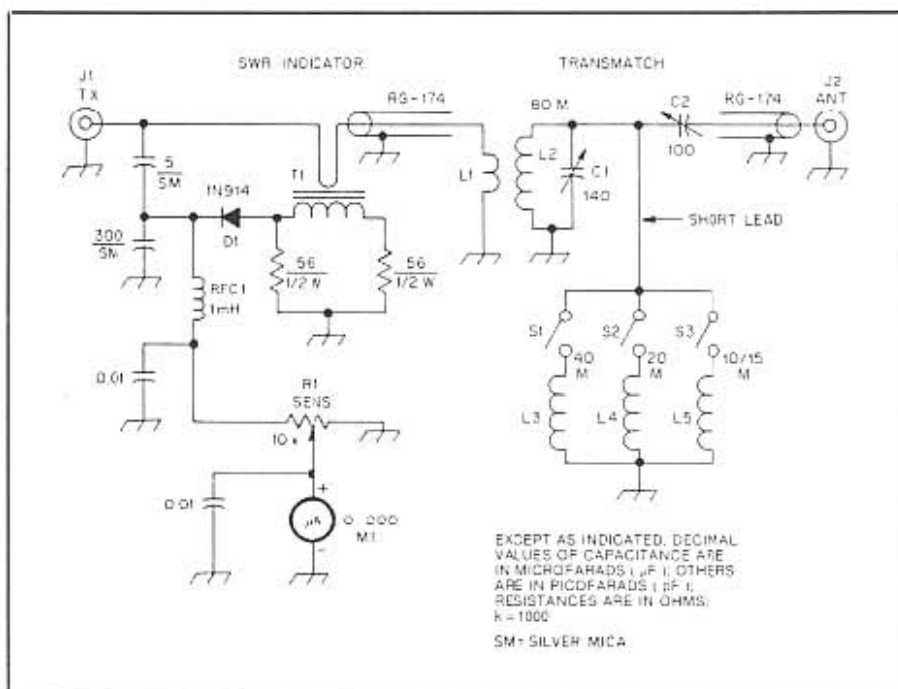 SWR INDICATOR
TRANSMATCH
J1
TX
RG-174
80 M
C2
100
RG-174
J2
ANT
5
SM
1N914
D1
T1
L1
L2
C1
140
SHORT LEAD
300
SM
RFC1
1mH
56
1/2 W
56
1/2 W
S1
S2
S3
40
M
20
M
10/15
M
L3
L4
L5
0.01
R1
SENS
10 k
0.01
+
μA
-
0-200
M1
EXCEPT AS INDICATED, DECIMAL
VALUES OF CAPACITANCE ARE
IN MICROFARADS ( μF ); OTHERS
ARE IN PICOFARADS ( pF );
RESISTANCES ARE IN OHMS;
k = 1000
SM= SILVER MICA